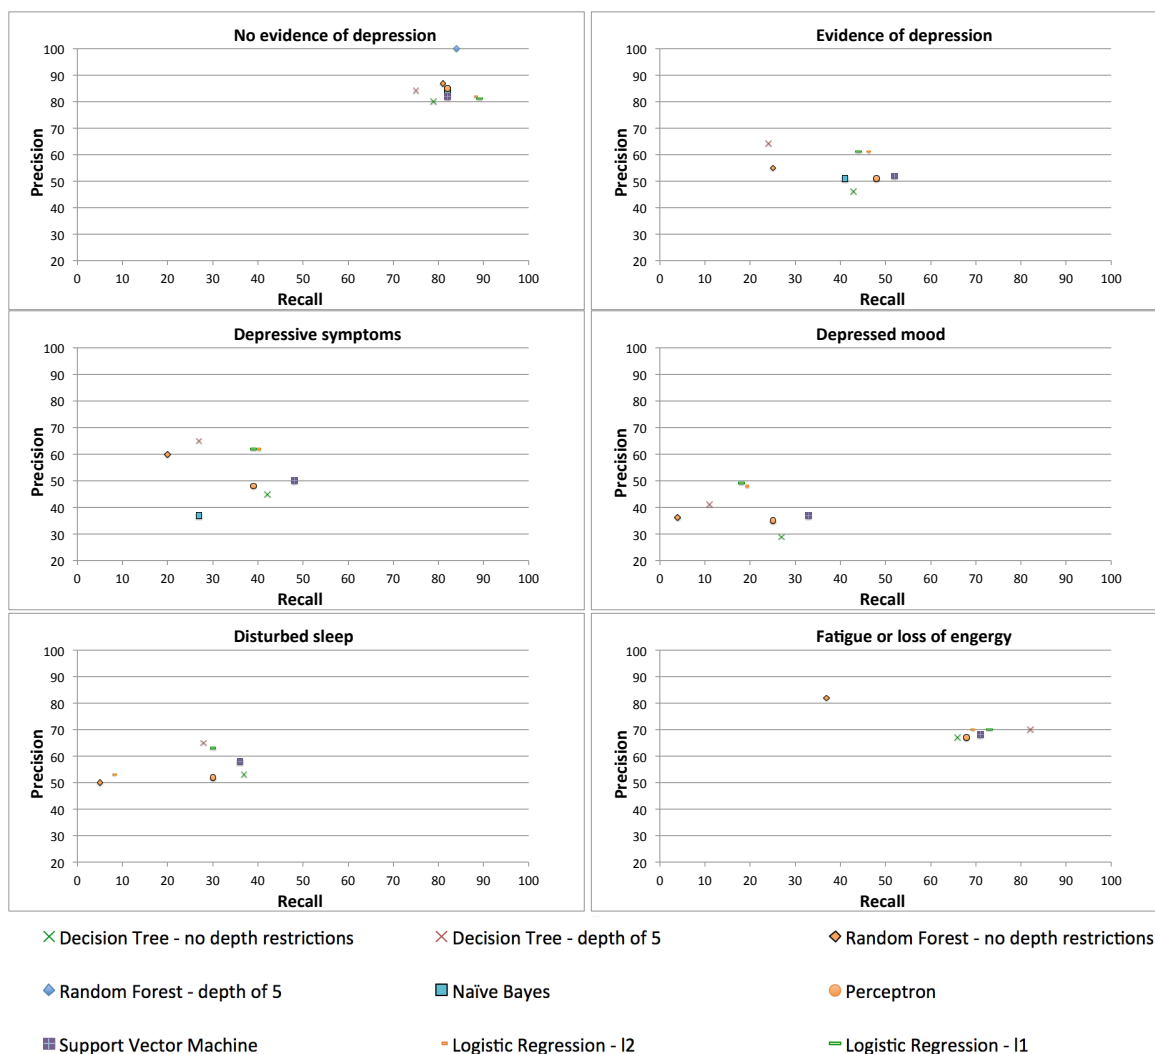 No evidence of depression
100
90
80
70
60
50
40
30
20
Precision
0 10 20 30 40 50 60 70 80 90 100
Recall
Evidence of depression
100
90
80
70
60
50
40
30
20
Precision
0 10 20 30 40 50 60 70 80 90 100
Recall
Depressive symptoms
100
90
80
70
60
50
40
30
20
Precision
0 10 20 30 40 50 60 70 80 90 100
Recall
Depressed mood
100
90
80
70
60
50
40
30
20
Precision
0 10 20 30 40 50 60 70 80 90 100
Recall
Disturbed sleep
100
90
80
70
60
50
40
30
20
Precision
0 10 20 30 40 50 60 70 80 90 100
Recall
Fatigue or loss of engergy
100
90
80
70
60
50
40
30
20
Precision
0 10 20 30 40 50 60 70 80 90 100
Recall
Decision Tree - no depth restrictions
Decision Tree - depth of 5
Random Forest - no depth restrictions
Random Forest - depth of 5
Naïve Bayes
Perceptron
Support Vector Machine
Logistic Regression - l2
Logistic Regression - l1